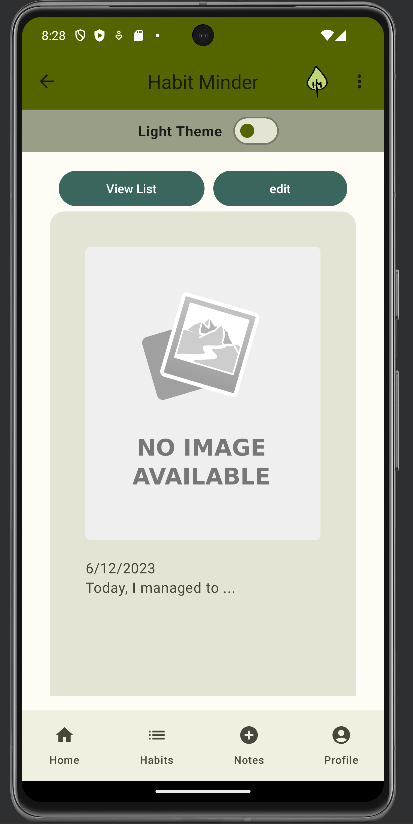 8:28
Habit Minder
Light Theme
View List
edit
NO IMAGE
AVAILABLE
6/12/2023
Today, I managed to ...
Home
Habits
Notes
Profile